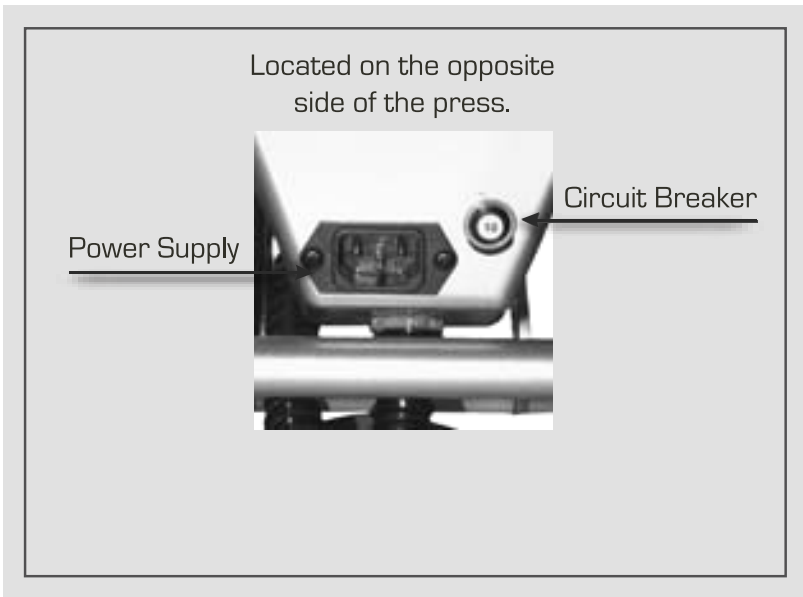 Located on the opposite
side of the press.
Circuit Breaker
Power Supply